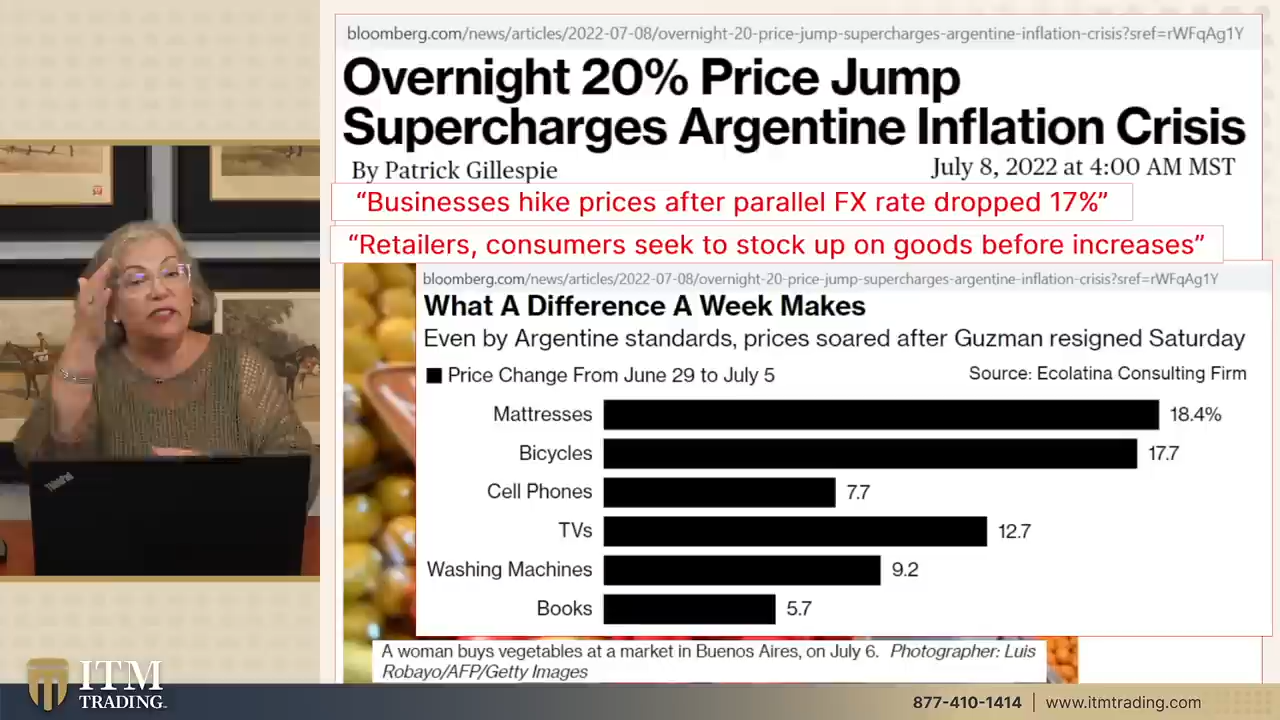 bloomberg.com/news/articles/2022-07-08/overnight-20-price-jump-supercharges-argentine-inflation-crisis?sref=rWFqAg1Y
Overnight 20% Price Jump
Supercharges Argentine Inflation Crisis
By Patrick Gillespie
July 8, 2022 at 4:00 AM MST
“Businesses hike prices after parallel FX rate dropped 17%”
“Retailers, consumers seek to stock up on goods before increases”
bloomberg.com/news/articles/2022-07-08/overnight-20-price-jump-supercharges-argentine-inflation-crisis?sref=rWFqAg1Y
What A Difference A Week Makes
Even by Argentine standards, prices soared after Guzman resigned Saturday
Price Change From June 29 to July 5
Source: Ecolatina Consulting Firm
Mattresses 18.4%
Bicycles 17.7
Cell Phones 7.7
TVs 12.7
Washing Machines 9.2
Books 5.7
A woman buys vegetables at a market in Buenos Aires, on July 6. Photographer: Luis
Robayo/AFP/Getty Images
ThinkPad
ITM
TRADING
877-410-1414 | www.itmtrading.com